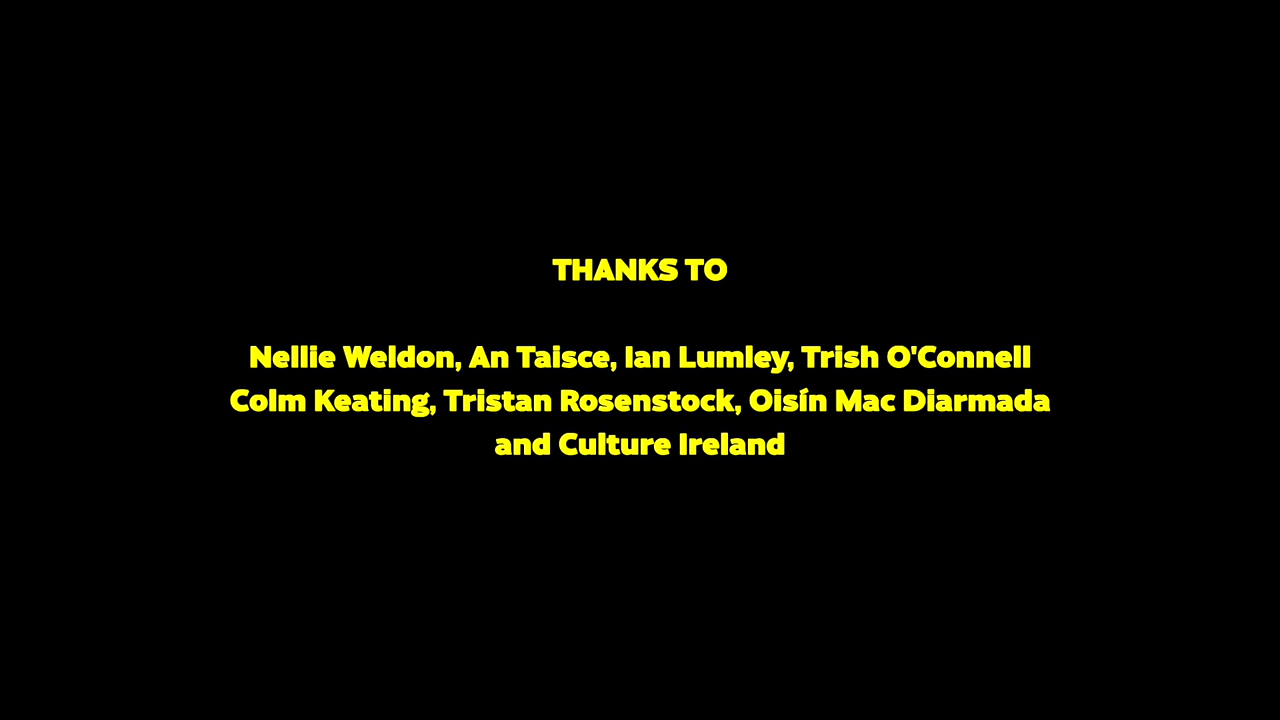 THANKS TO
Nellie Weldon, An Taisce, Ian Lumley, Trish O'Connell
Colm Keating, Tristan Rosenstock, Oisín Mac Diarmada
and Culture Ireland